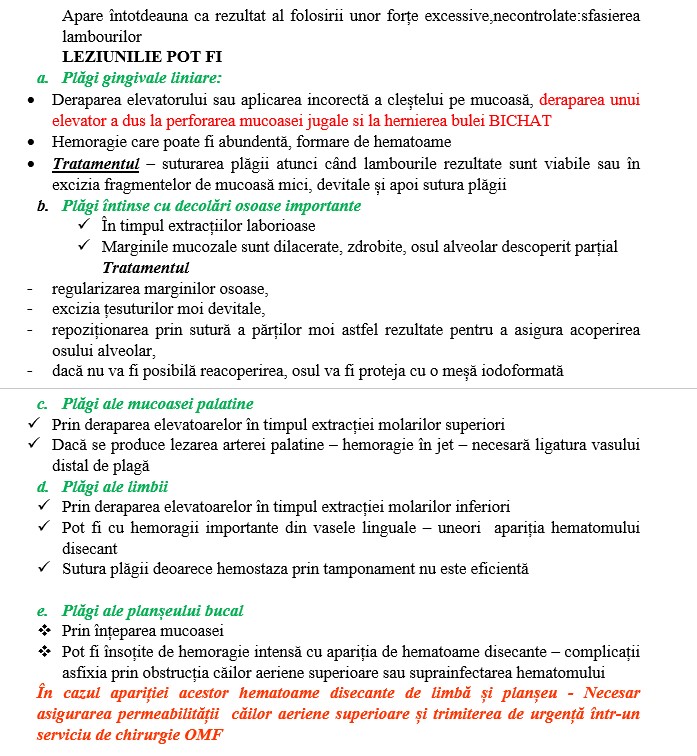 Apare întotdeauna ca rezultat al folosirii unor forțe excessive,necontrolate:sfasierea
lambourilor
LEZIUNILIE POT FI
a. Plăgi gingivale liniare:
• Deraparea elevatorului sau aplicarea incorectă a cleștelui pe mucoasă, deraparea unui
elevator a dus la perforarea mucoasei jugale si la hernierea bulei BICHAT
• Hemoragie care poate fi abundentă, formare de hematoame
• Tratamentul – suturarea plăgii atunci când lambourile rezultate sunt viabile sau în
excizia fragmentelor de mucoasă mici, devitale și apoi sutura plăgii
b. Plăgi întinse cu decolări osoase importante
✓ În timpul extracțiilor laborioase
✓ Marginile mucozale sunt dilacerate, zdrobite, osul alveolar descoperit parțial
Tratamentul
- regularizarea marginilor osoase,
- excizia țesuturilor moi devitale,
- repoziționarea prin sutură a părților moi astfel rezultate pentru a asigura acoperirea
osului alveolar,
- dacă nu va fi posibilă reacoperirea, osul va fi proteja cu o meșă iodoformată
c. Plăgi ale mucoasei palatine
✓ Prin deraparea elevatoarelor în timpul extracției molarilor superiori
✓ Dacă se produce lezarea arterei palatine – hemoragie în jet – necesară ligatura vasului
distal de plagă
d. Plăgi ale limbii
✓ Prin deraparea elevatoarelor în timpul extracției molarilor inferiori
✓ Pot fi cu hemoragii importante din vasele linguale – uneori apariția hematomului
disecant
✓ Sutura plăgii deoarece hemostaza prin tamponament nu este eficientă
e. Plăgi ale planșeului bucal
❖ Prin înțeparea mucoasei
❖ Pot fi însoțite de hemoragie intensă cu apariția de hematoame disecante – complicații
asfixia prin obstrucția căilor aeriene superioare sau suprainfectarea hematomului
În cazul apariției acestor hematoame disecante de limbă și planșeu - Necesar
asigurarea permeabilității căilor aeriene superioare și trimiterea de urgență într-un
serviciu de chirurgie OMF